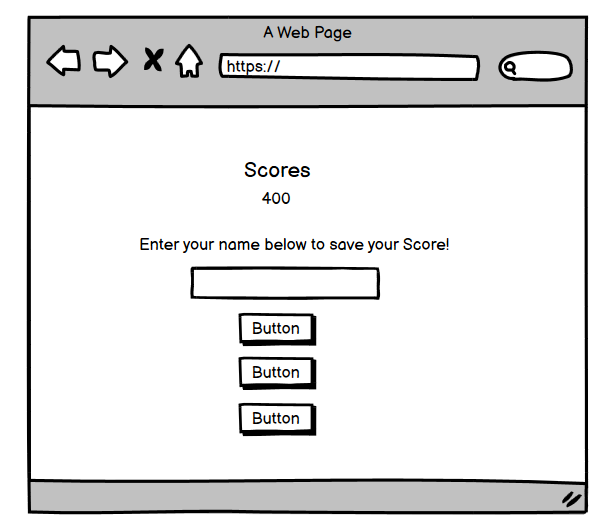 A Web Page
https://
Scores
400
Enter your name below to save your Score!
Button
Button
Button